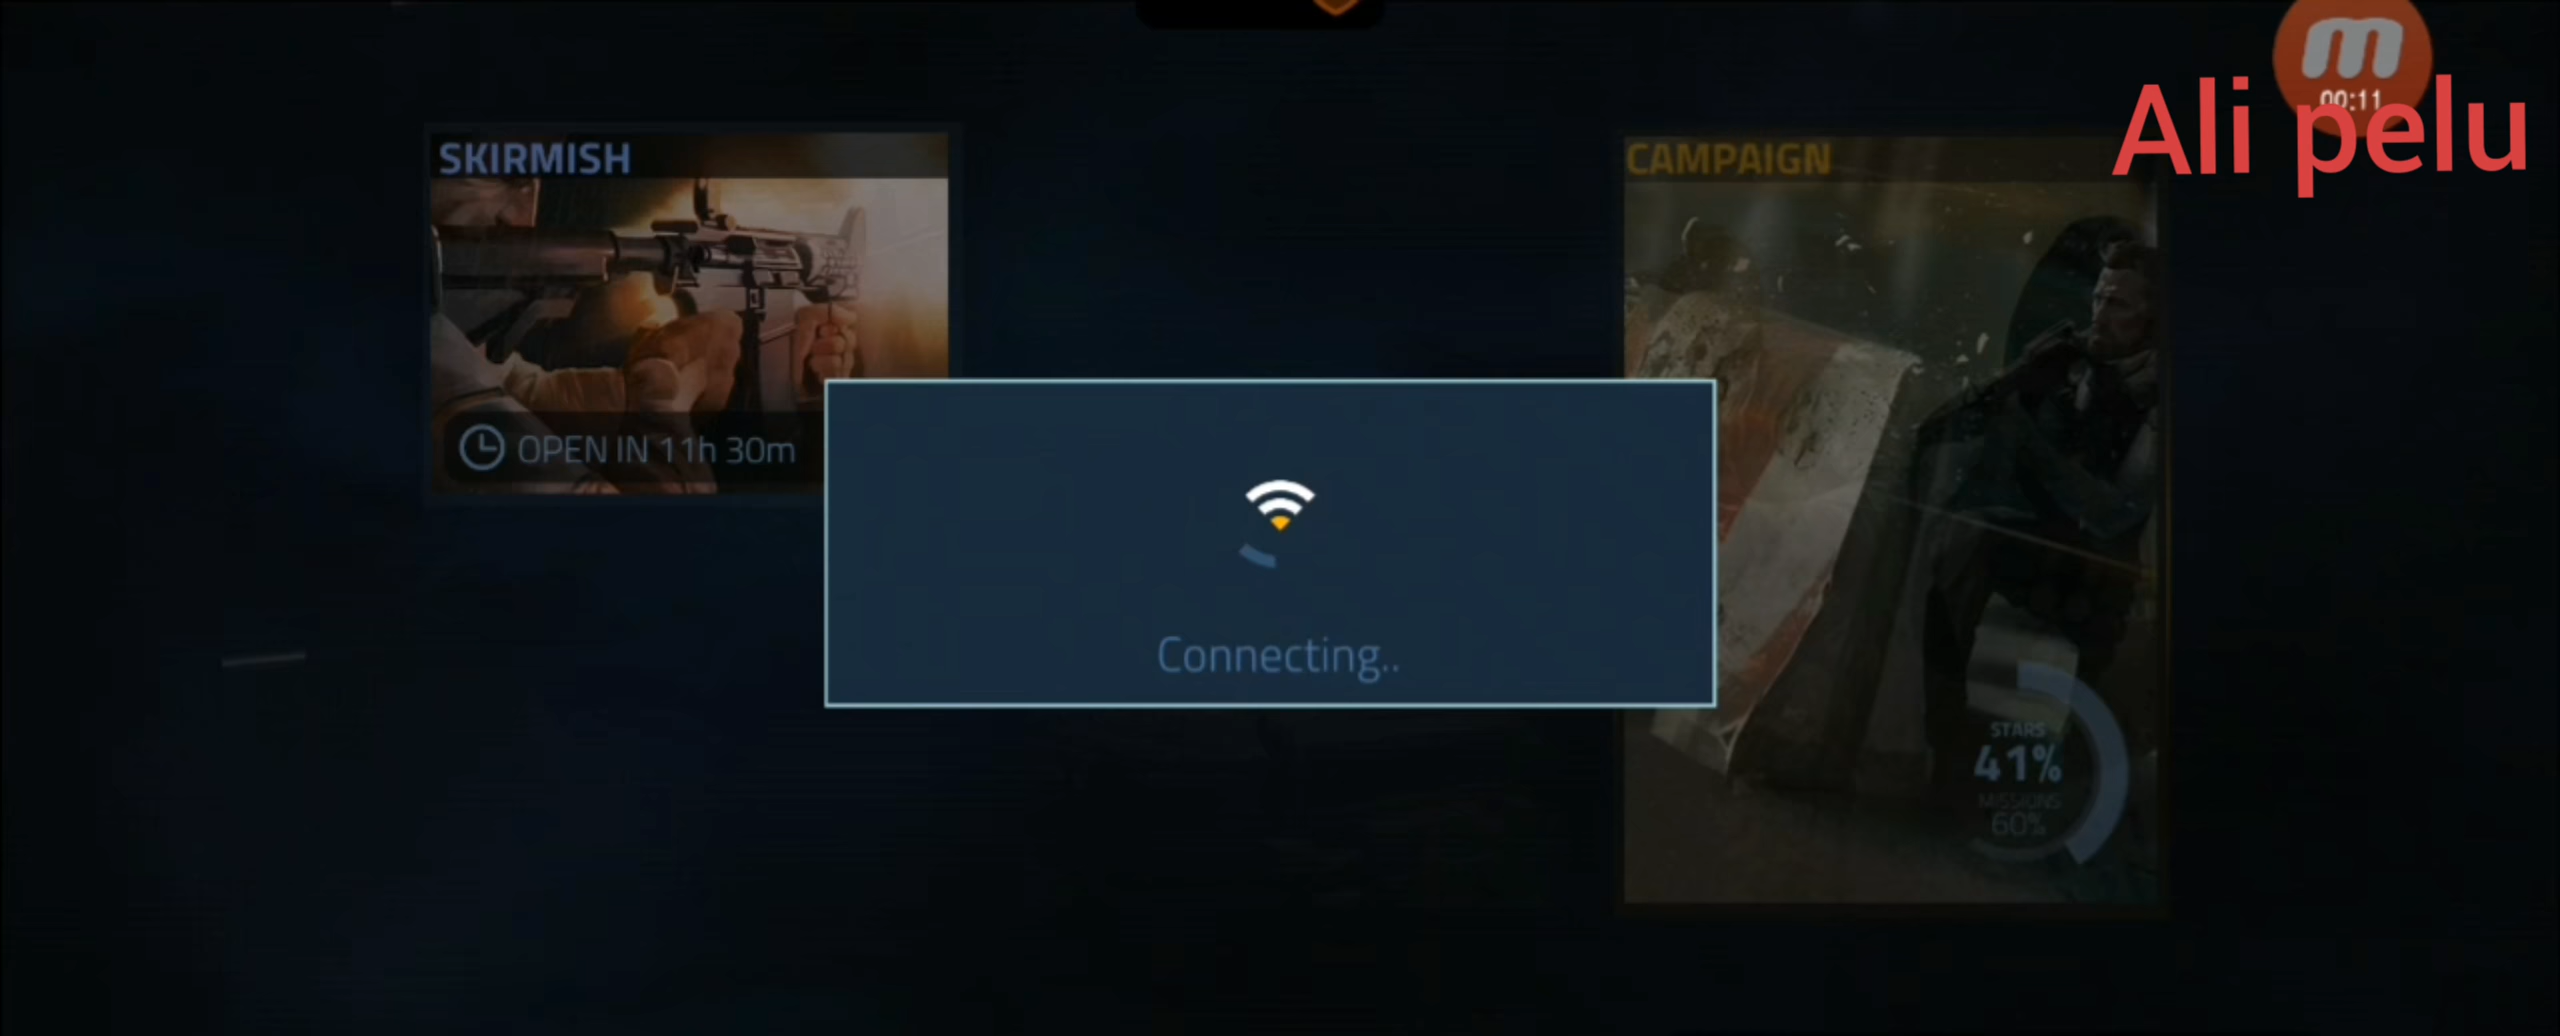 m
00:11
Ali pelu
SKIRMISH
CAMPAIGN
OPEN IN 11h 30m
Connecting..
STARS
41%
MISSIONS
60%